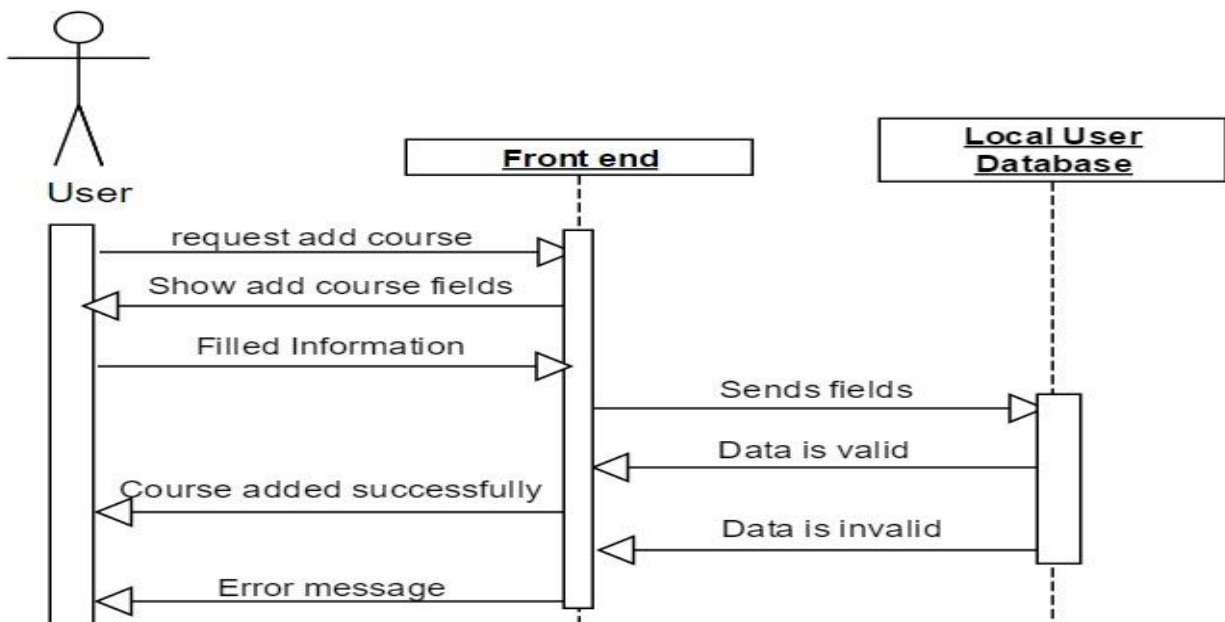 Local User
Database
Front end
User
request add course
Show add course fields
Filled Information
Sends fields
Data is valid
Course added successfully
Data is invalid
Error message